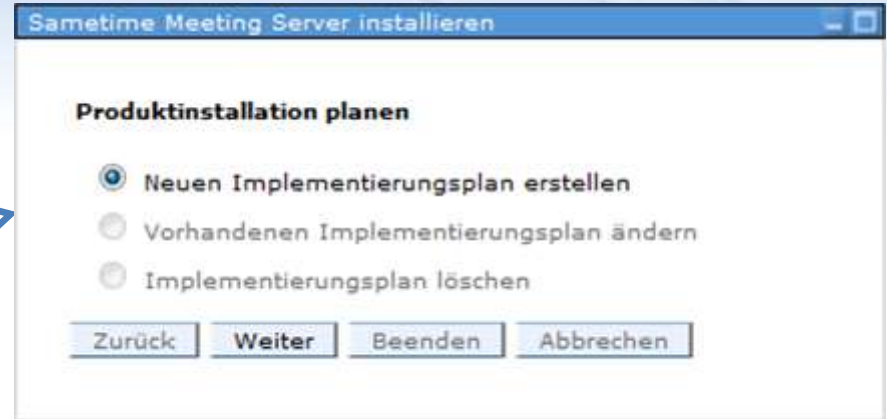 Sametime Meeting Server installieren
Produktinstallation planen
Neuen Implementierungsplan erstellen
Vorhandenen Implementierungsplan ändern
Implementierungsplan löschen
Zurück Weiter Beenden Abbrechen